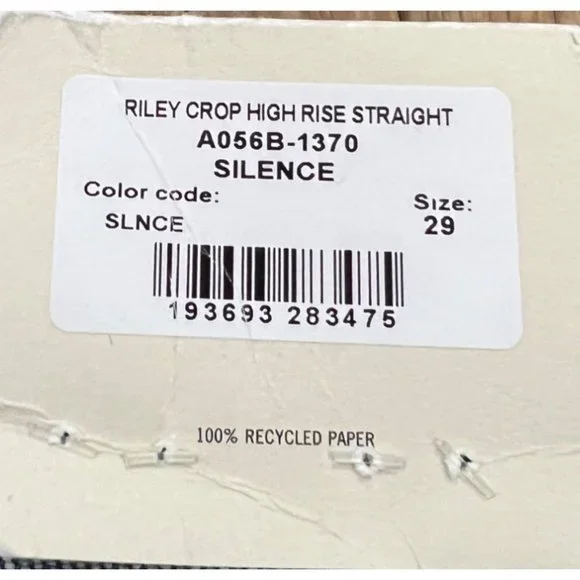 RILEY CROP HIGH RISE STRAIGHT
A056B-1370
SILENCE
Color code:
SLNCE
Size:
29
193693 283475
100% RECYCLED PAPER